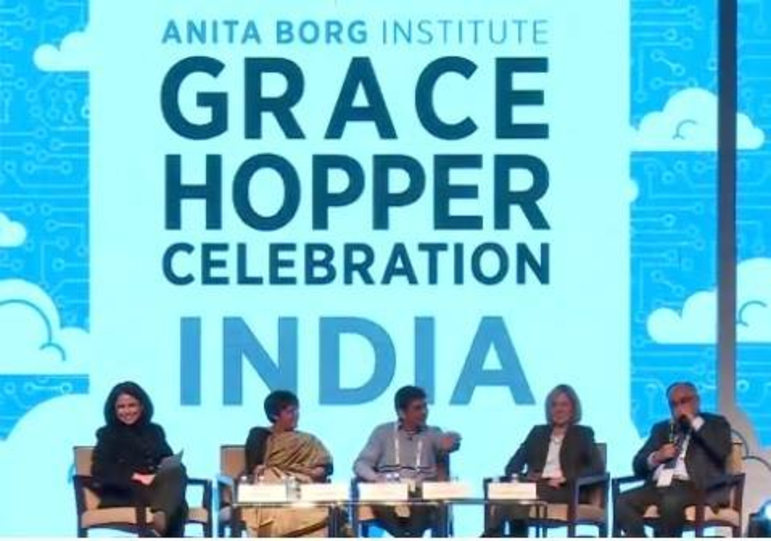 ANITA BORG INSTITUTE
GRACE
HOPPER
CELEBRATION
INDIA